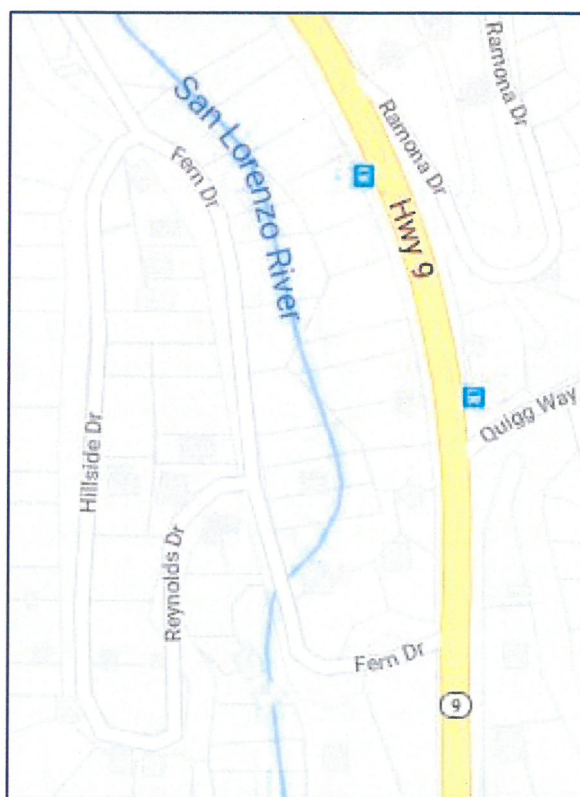 Ramona Dr
San Lorenzo River
Ramona Dr
Fern Dr
Hwy 9
Quigg Way
Hillside Dr
Reynolds Dr
Fern Dr
9